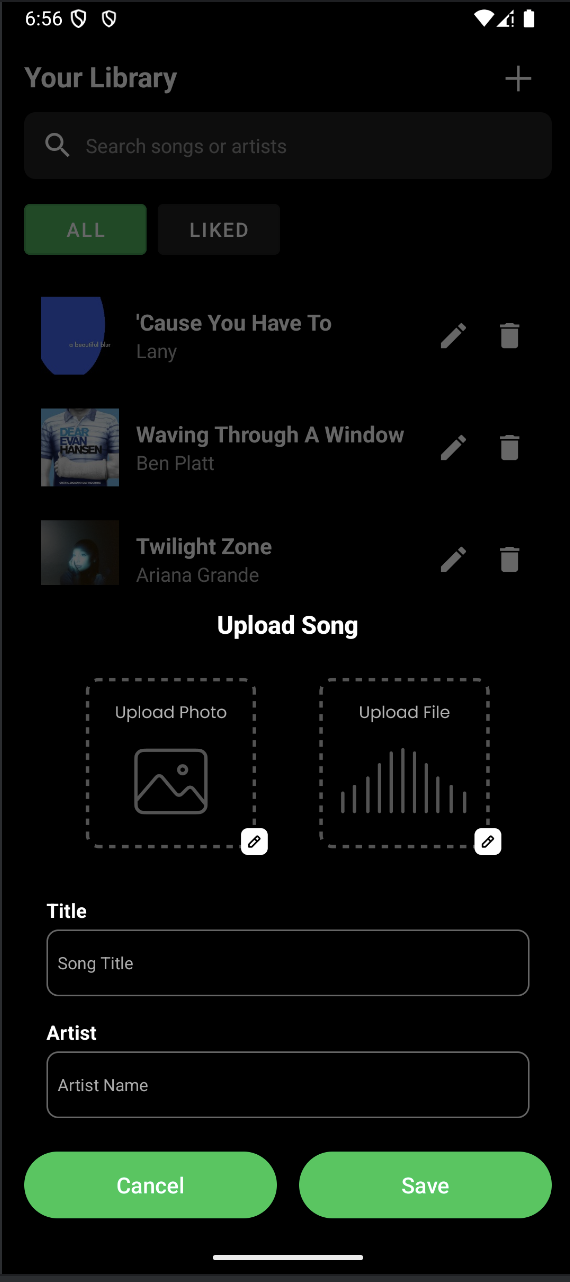 6:56
Your Library
Search songs or artists
ALL
LIKED
'Cause You Have To
Lany
a beautiful blur
Waving Through A Window
Ben Platt
DEAR
EVAN
HANSEN
Twilight Zone
Ariana Grande
Upload Song
Upload Photo
Upload File
Title
Song Title
Artist
Artist Name
Cancel
Save